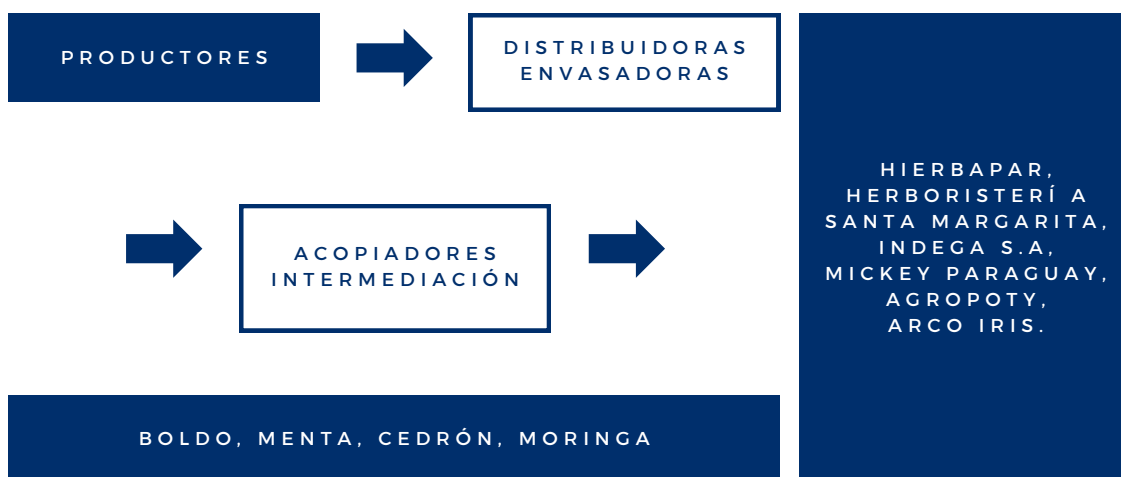 PRODUCTORES
DISTRIBUIDORAS
ENVASADORAS
ACOPIADORES
INTERMEDIACIÓN
BOLDO, MENTA, CEDRÓN, MORINGA
HIERBAPAR,
HERBORISTERÍ A
SANTA MARGARITA,
INDEGA S.A,
MICKEY PARAGUAY,
AGROPOTY,
ARCO IRIS.